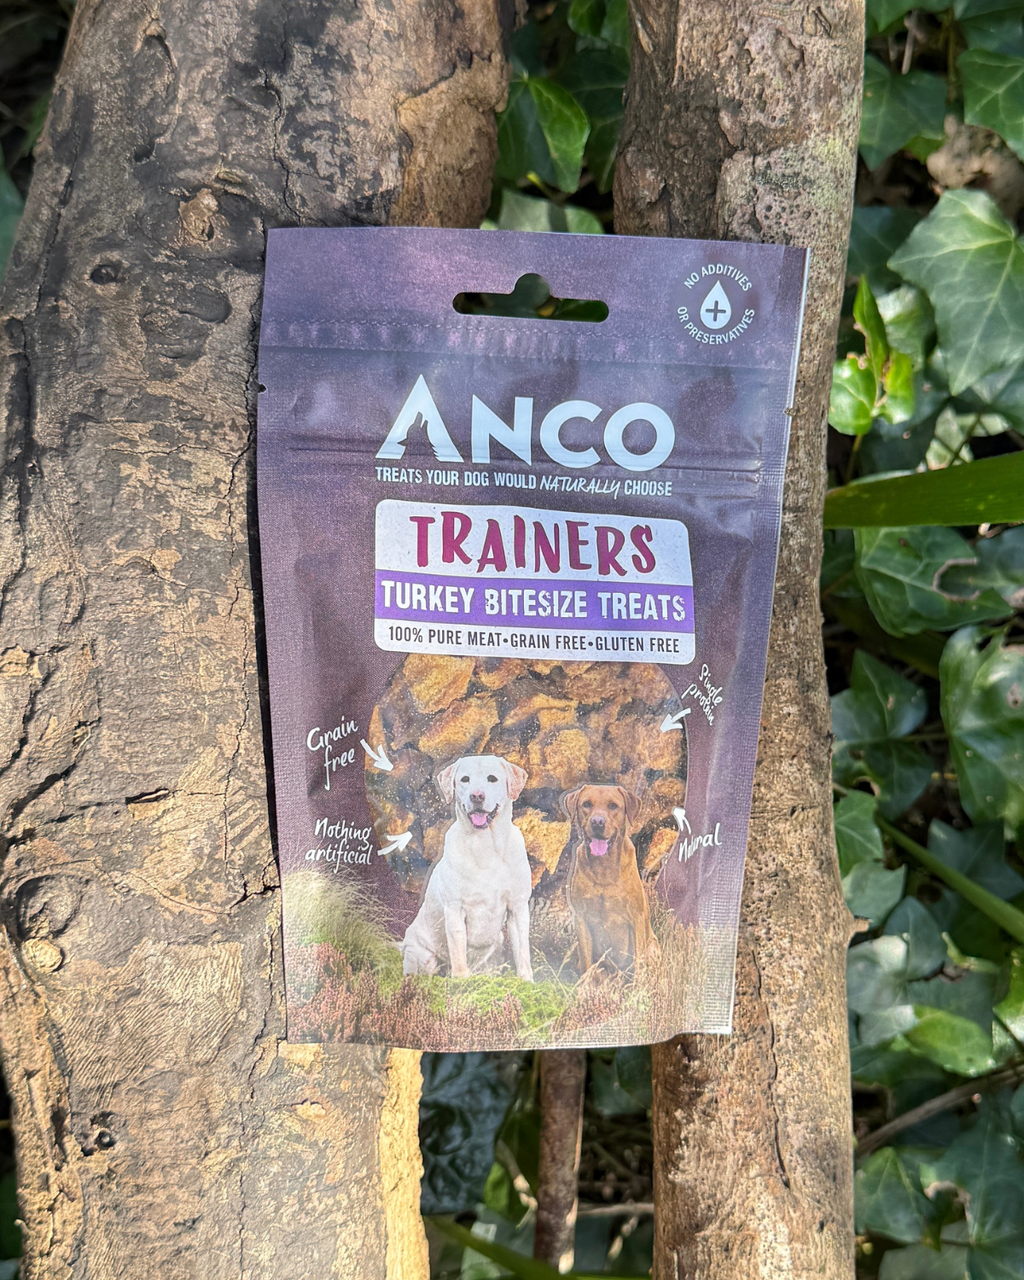 NO ADDITIVES
OR PRESERVATIVES
ANCO
TREATS YOUR DOG WOULD NATURALLY CHOOSE
TRAINERS
TURKEY BITESIZE TREATS
100% PURE MEAT•GRAIN FREE•GLUTEN FREE
Single
protein
Grain
free
Nothing
artificial
Natural